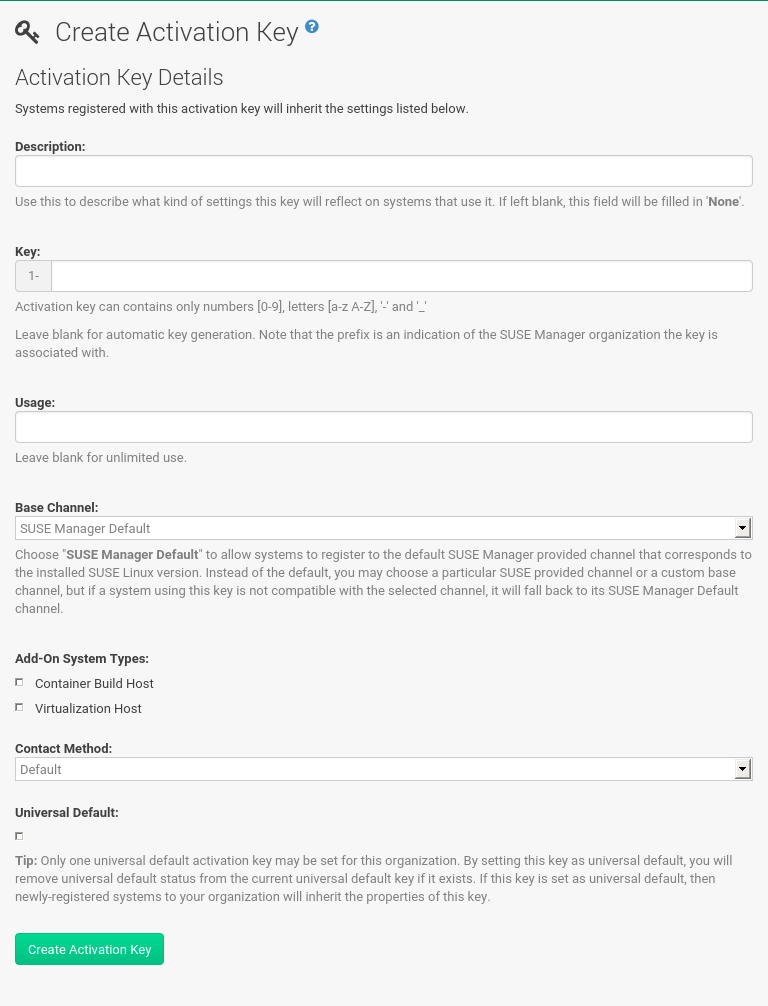 Create Activation Key ?
Activation Key Details
Systems registered with this activation key will inherit the settings listed below.
Description:
Use this to describe what kind of settings this key will reflect on systems that use it. If left blank, this field will be filled in 'None'.
Key:
1-
Activation key can contains only numbers [0-9], letters [a-z A-Z], '-' and '_'
Leave blank for automatic key generation. Note that the prefix is an indication of the SUSE Manager organization the key is
associated with.
Usage:
Leave blank for unlimited use.
Base Channel:
SUSE Manager Default
Choose "SUSE Manager Default" to allow systems to register to the default SUSE Manager provided channel that corresponds to
the installed SUSE Linux version. Instead of the default, you may choose a particular SUSE provided channel or a custom base
channel, but if a system using this key is not compatible with the selected channel, it will fall back to its SUSE Manager Default
channel.
Add-On System Types:
Container Build Host
Virtualization Host
Contact Method:
Default
Universal Default:
Tip: Only one universal default activation key may be set for this organization. By setting this key as universal default, you will
remove universal default status from the current universal default key if it exists. If this key is set as universal default, then
newly-registered systems to your organization will inherit the properties of this key.
Create Activation Key